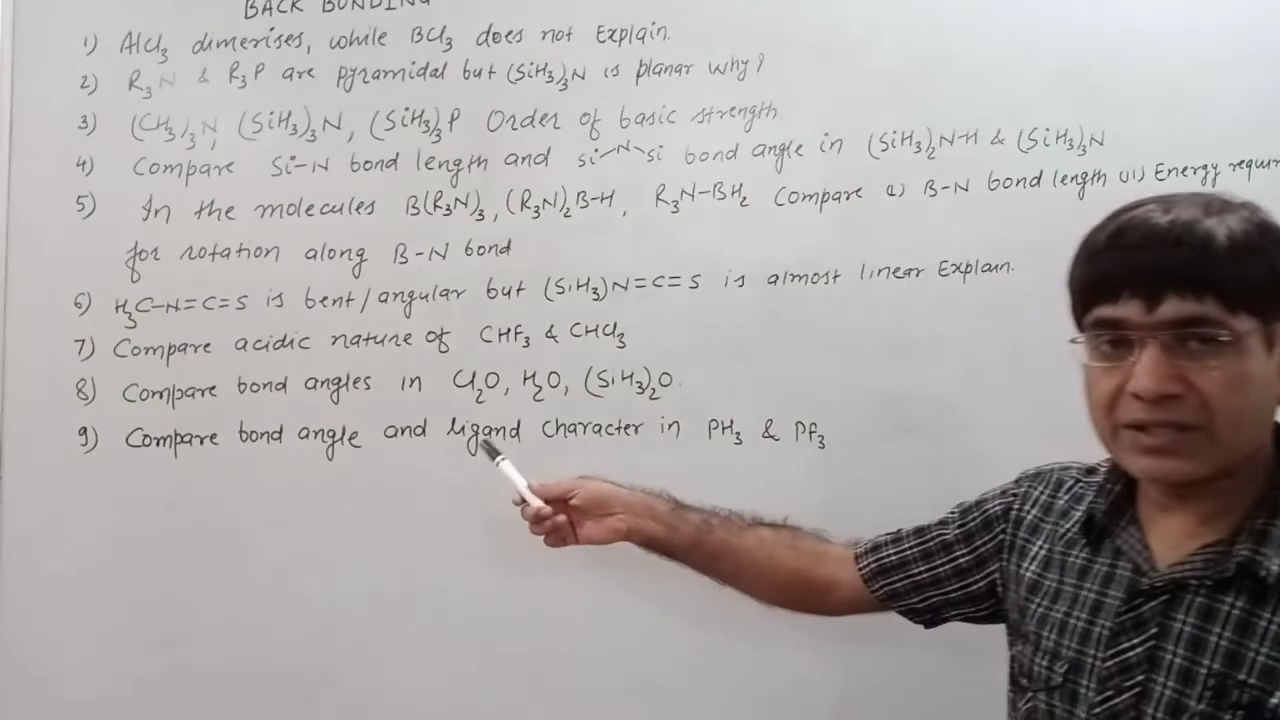 BACK BONDING
1) AlCl₃ dimerises, while BCl₃ does not Explain.
2) R₃N & R₃P are pyramidal but (SiH₃)₃N is planar why?
3) (CH₃)₃N, (SiH₃)₃N, (SiH₃)₃P Order of basic strength
4) Compare Si-N bond length and Si-N-Si bond angle in (SiH₃)₂N-H & (SiH₃)₃N
5) In the molecules B(R₃N)₃, (R₃N)₂B-H, R₃N-BH₂ Compare (i) B-N bond length (ii) Energy
for rotation along B-N bond
6) H₃C-N=C=S is bent/angular but (SiH₃)N=C=S is almost linear Explain.
7) Compare acidic nature of CHF₃ & CHCl₃
8) Compare bond angles in Cl₂O, H₂O, (SiH₃)₂O.
9) Compare bond angle and ligand character in PH₃ & PF₃